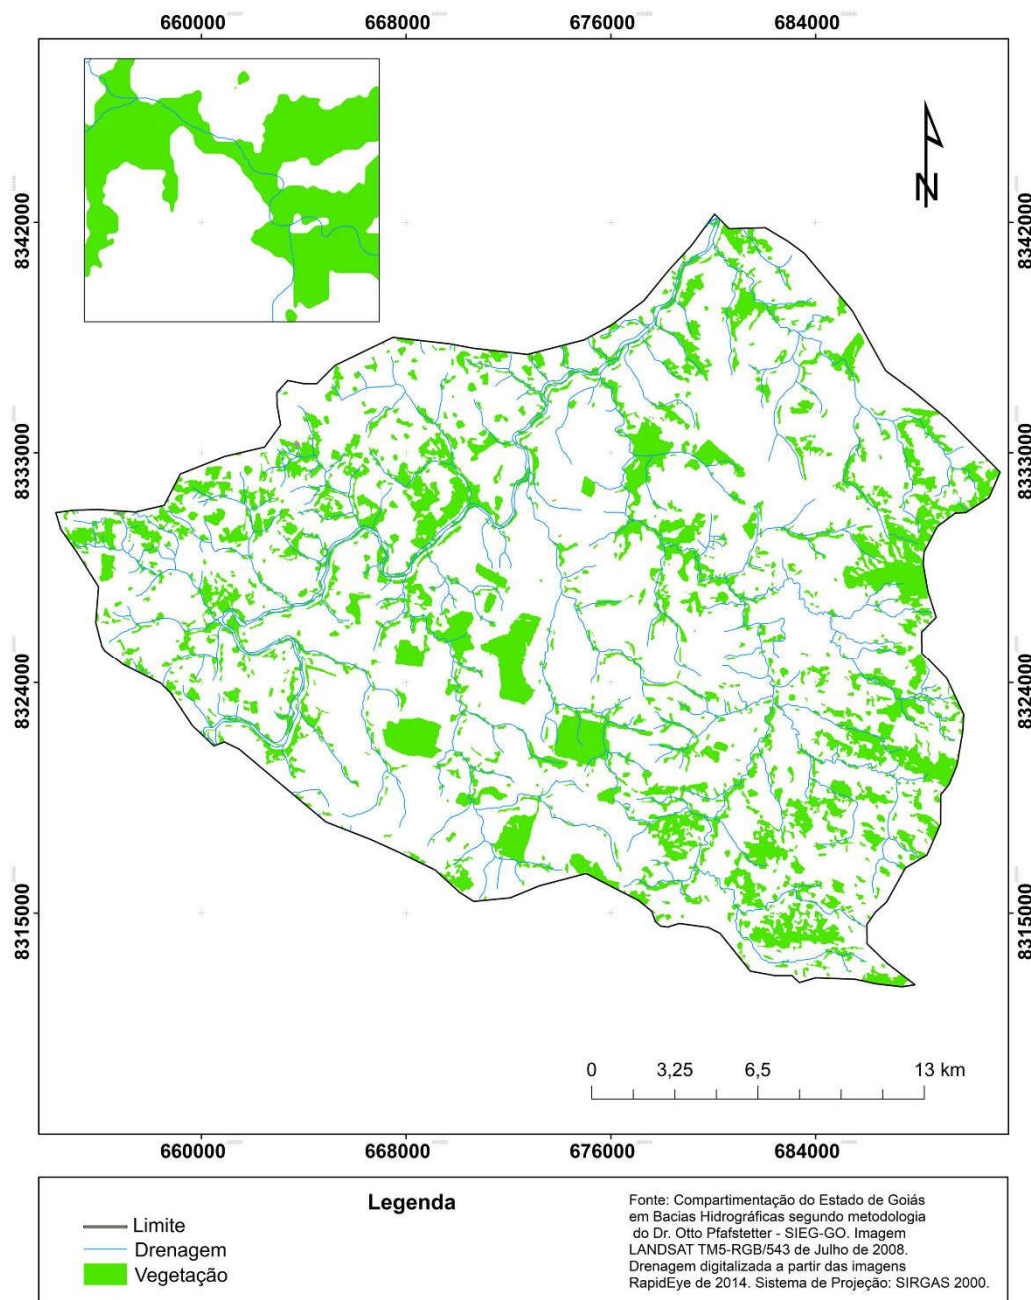 660000 668000 676000 684000
N
8342000 8342000
8333000 8333000
8324000 8324000
8315000 8315000
0 3,25 6,5 13 km
660000 668000 676000 684000
Legenda
Limite
Drenagem
Vegetação
Fonte: Compartimentação do Estado de Goiás
em Bacias Hidrográficas segundo metodologia
do Dr. Otto Pfafstetter - SIEG-GO. Imagem
LANDSAT TM5-RGB/543 de Julho de 2008.
Drenagem digitalizada a partir das imagens
RapidEye de 2014. Sistema de Projeção: SIRGAS 2000.